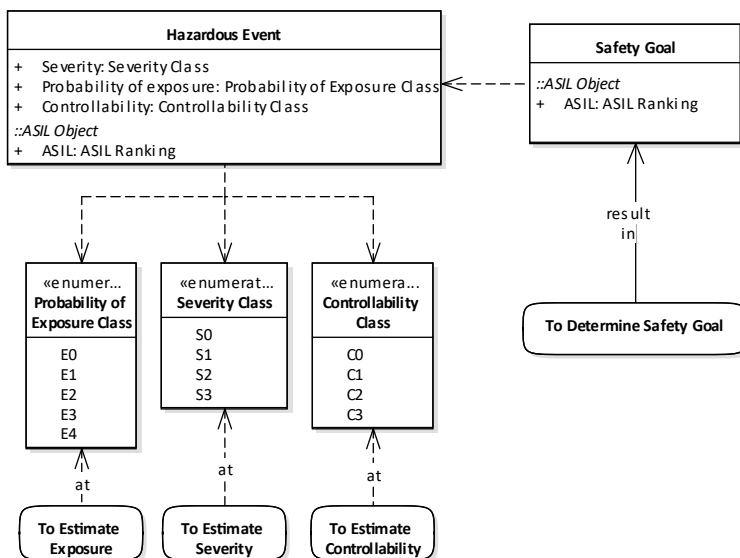 Hazardous Event
+ Severity: Severity Class
+ Probability of exposure: Probability of Exposure Class
+ Controllability: Controllability Class
::ASIL Object
+ ASIL: ASIL Ranking
Safety Goal
::ASIL Object
+ ASIL: ASIL Ranking
result
in
To Determine Safety Goal
«enumer...
Probability of
Exposure Class
E0
E1
E2
E3
E4
«enumerat...
Severity Class
S0
S1
S2
S3
«enumera...
Controllability
Class
C0
C1
C2
C3
at
at
at
To Estimate
Exposure
To Estimate
Severity
To Estimate
Controllability